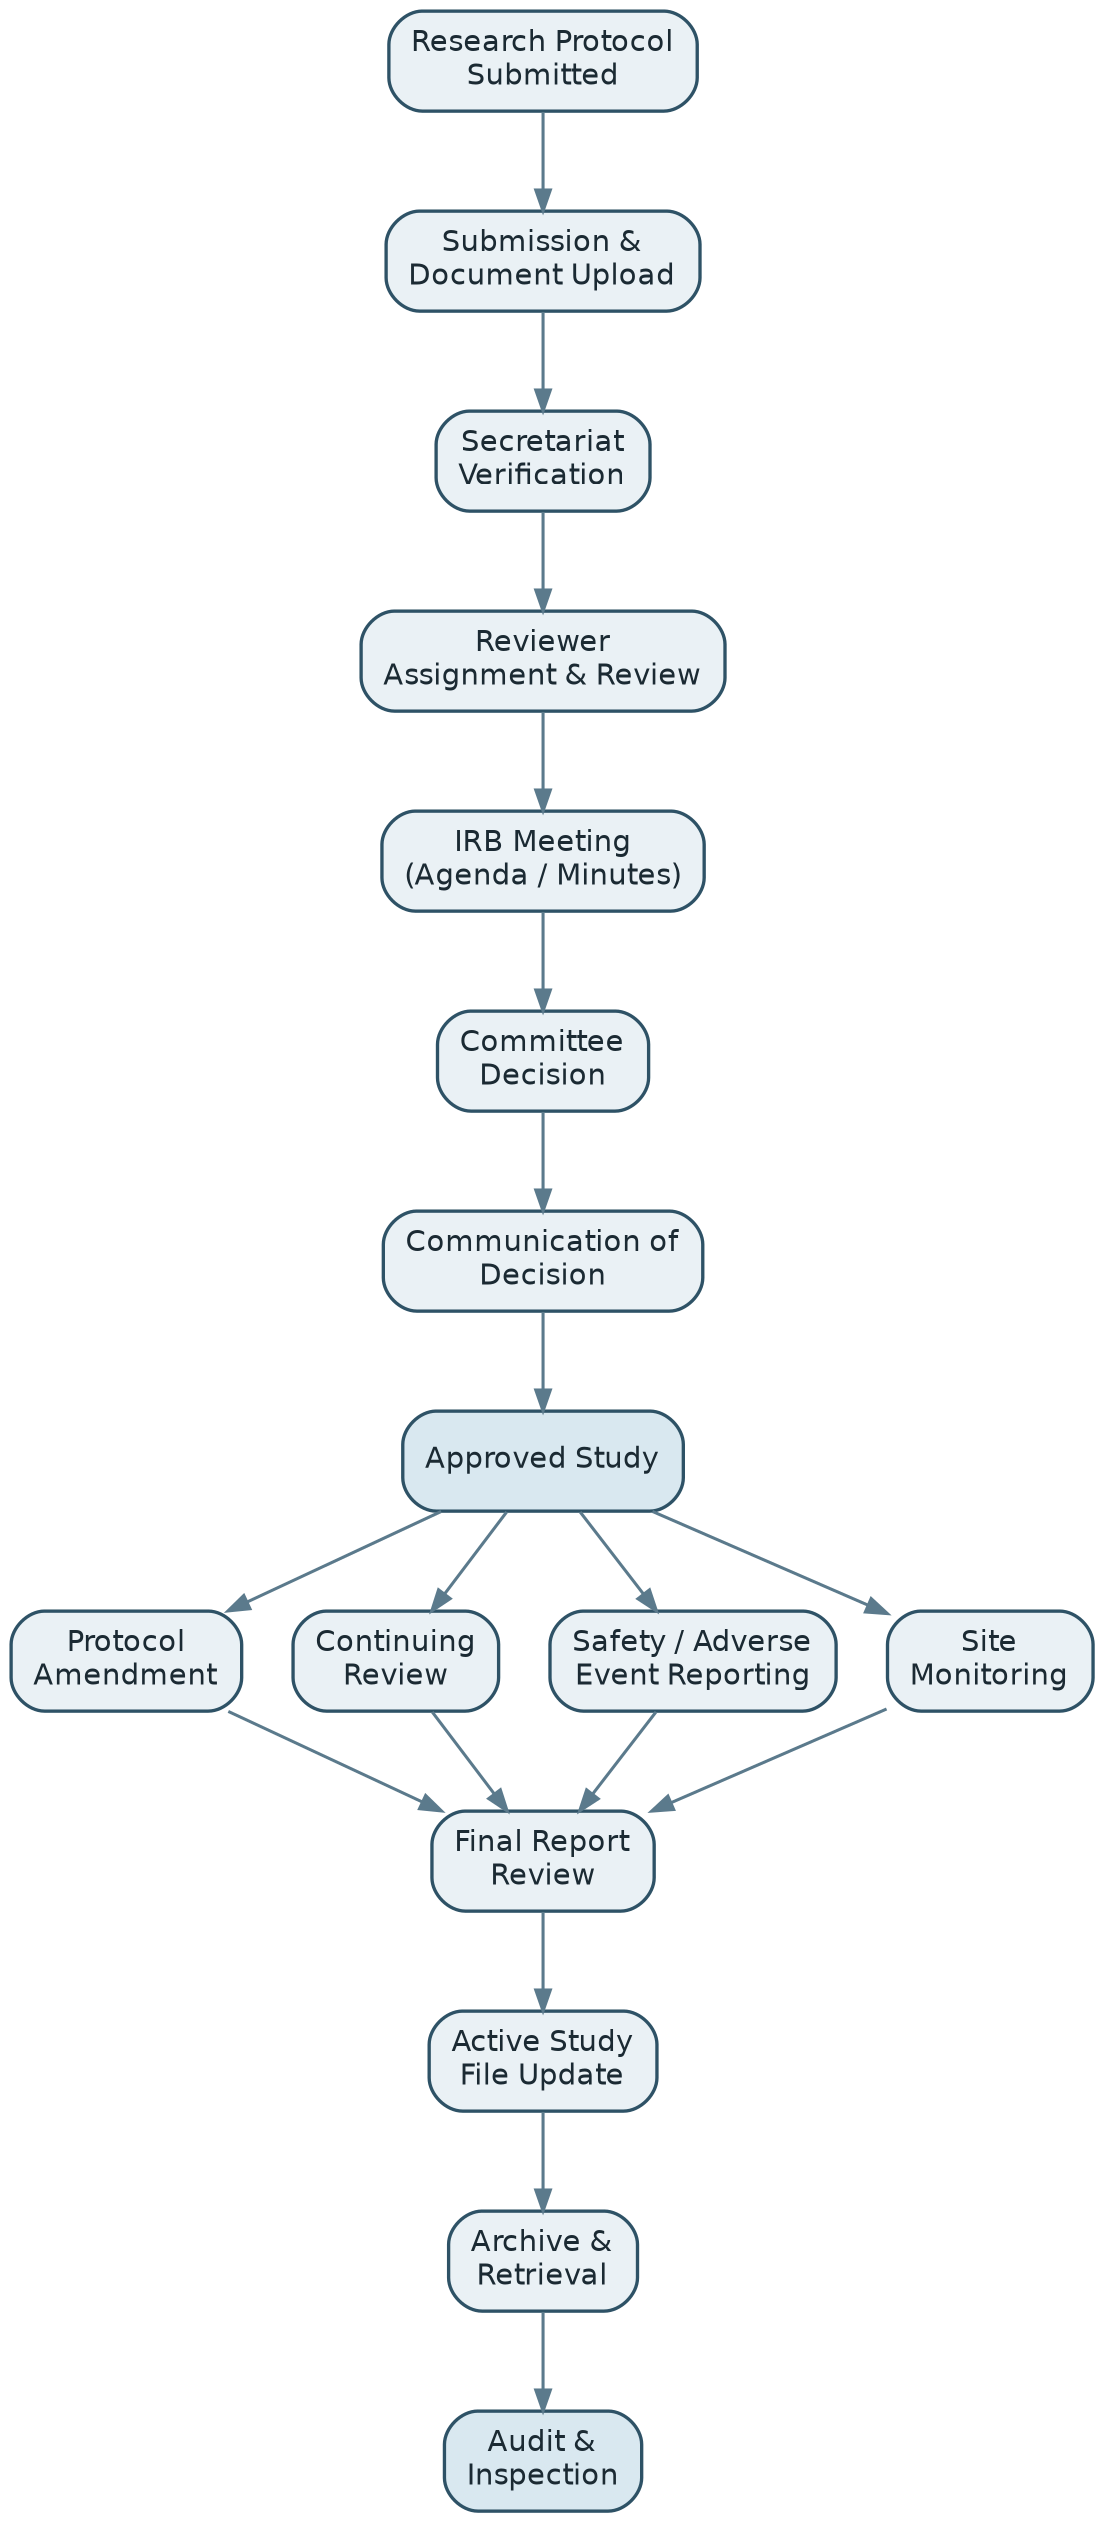 Research Protocol
Submitted
Submission &
Document Upload
Secretariat
Verification
Reviewer
Assignment & Review
IRB Meeting
(Agenda / Minutes)
Committee
Decision
Communication of
Decision
Approved Study
Protocol
Amendment
Continuing
Review
Safety / Adverse
Event Reporting
Site
Monitoring
Final Report
Review
Active Study
File Update
Archive &
Retrieval
Audit &
Inspection